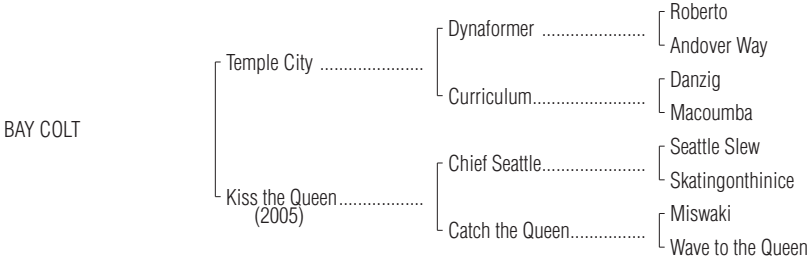 Roberto
Dynaformer ......................
Andover Way
Temple City ......................
Danzig
Curriculum........................
Macoumba
BAY COLT
Seattle Slew
Chief Seattle......................
Skatingonthinice
Kiss the Queen..................
(2005)
Miswaki
Catch the Queen................
Wave to the Queen